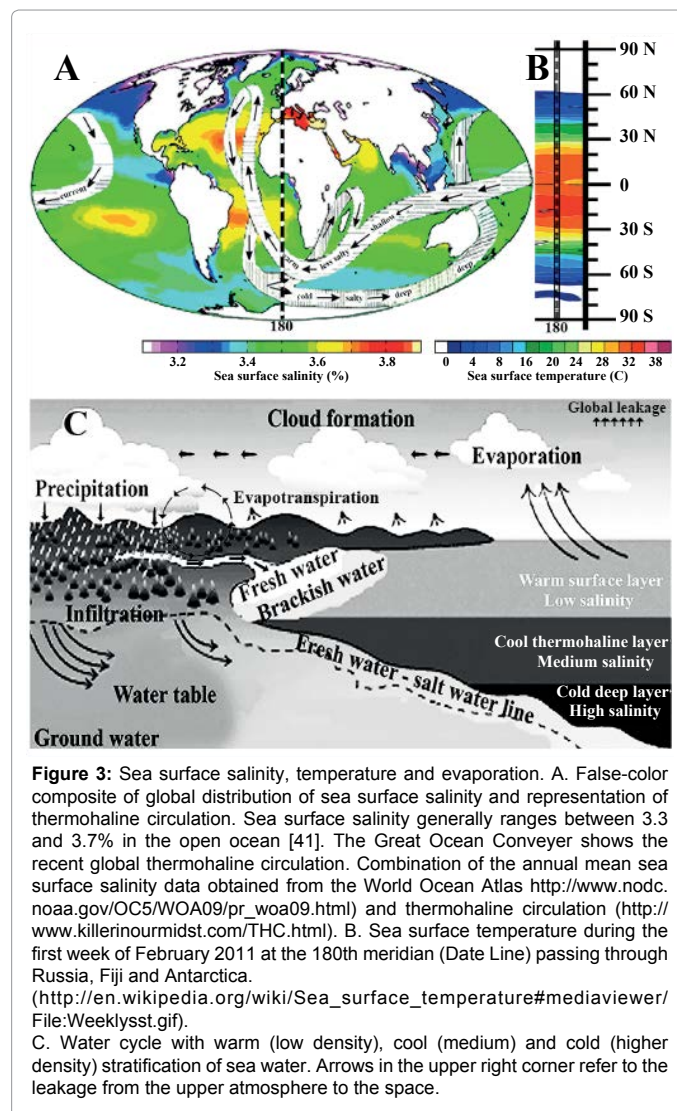 A
B
90 N
60 N
30 N
0
30 S
60 S
90 S
current
shallow
less salty
warm
cold salty deep
deep
180
180
3.2 3.4 3.6 3.8
Sea surface salinity (%)
0 4 8 16 20 24 28 32 38
Sea surface temperature (C)
C
Cloud formation
Global leakage
Evaporation
Precipitation
Evapotranspiration
Fresh water
Brackish water
Warm surface layer
Low salinity
Infiltration
Cool thermohaline layer
Medium salinity
Fresh water - salt water line
Cold deep layer
High salinity
Water table
Ground water
Figure 3: Sea surface salinity, temperature and evaporation. A. False-color
composite of global distribution of sea surface salinity and representation of
thermohaline circulation. Sea surface salinity generally ranges between 3.3
and 3.7% in the open ocean [41]. The Great Ocean Conveyer shows the
recent global thermohaline circulation. Combination of the annual mean sea
surface salinity data obtained from the World Ocean Atlas http://www.nodc.
noaa.gov/OC5/WOA09/pr_woa09.html) and thermohaline circulation (http://
www.killerinourmidst.com/THC.html). B. Sea surface temperature during the
first week of February 2011 at the 180th meridian (Date Line) passing through
Russia, Fiji and Antarctica.
(http://en.wikipedia.org/wiki/Sea_surface_temperature#mediaviewer/
File:Weeklysst.gif).
C. Water cycle with warm (low density), cool (medium) and cold (higher
density) stratification of sea water. Arrows in the upper right corner refer to the
leakage from the upper atmosphere to the space.